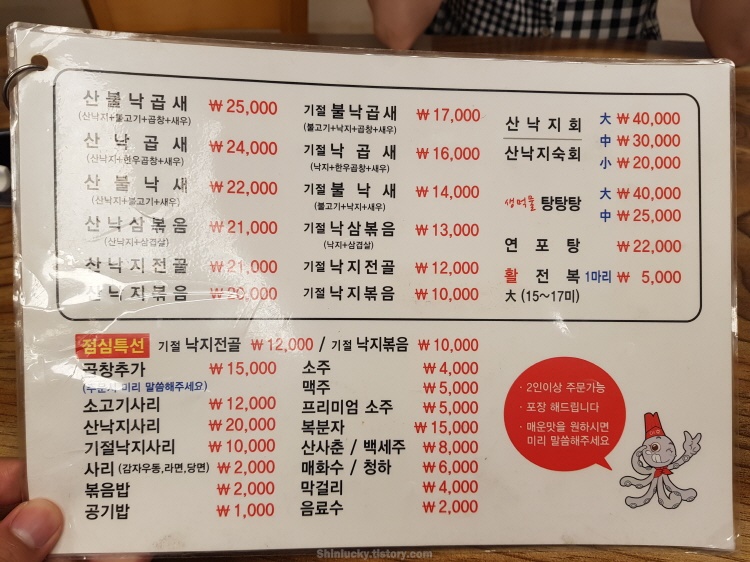 산 불 낙 곱 새 ₩ 25,000
(산낙지+불고기+곱창+새우)
산 낙 곱 새 ₩ 24,000
(산낙지+한우곱창+새우)
산 불 낙 새 ₩ 22,000
(산낙지+불고기+새우)
산 낙 삼 볶 음 ₩ 21,000
(산낙지+삼겹살)
산 낙 지 전 골 ₩ 21,000
산 낙 지 볶 음 ₩ 20,000
기절 불낙곱새 ₩ 17,000
(불고기+낙지+곱창+새우)
기절 낙 곱 새 ₩ 16,000
(낙지+한우곱창+새우)
기절 불 낙 새 ₩ 14,000
(불고기+낙지+새우)
기절 낙삼볶음 ₩ 13,000
(낙지+삼겹살)
기절 낙지전골 ₩ 12,000
기절 낙지볶음 ₩ 10,000
산 낙 지 회 大 ₩ 40,000
中 ₩ 30,000
산낙지숙회 小 ₩ 20,000
생먹물 탕탕탕 大 ₩ 40,000
中 ₩ 25,000
연 포 탕 ₩ 22,000
활 전 복 1마리 ₩ 5,000
大 (15~17미)
점심특선 기절 낙지전골 ₩ 12,000 / 기절 낙지볶음 ₩ 10,000
곱창추가 ₩ 15,000
(주문시 미리 말씀해주세요)
소고기사리 ₩ 12,000
산낙지사리 ₩ 20,000
기절낙지사리 ₩ 10,000
사리 (감자우동,라면,당면) ₩ 2,000
볶음밥 ₩ 2,000
공기밥 ₩ 1,000
소주 ₩ 4,000
맥주 ₩ 5,000
프리미엄 소주 ₩ 5,000
복분자 ₩ 15,000
산사춘 / 백세주 ₩ 8,000
매화수 / 청하 ₩ 6,000
막걸리 ₩ 4,000
음료수 ₩ 2,000
· 2인이상 주문가능
· 포장 해드립니다
· 매운맛을 원하시면
미리 말씀해주세요
Shinlucky.tistory.com